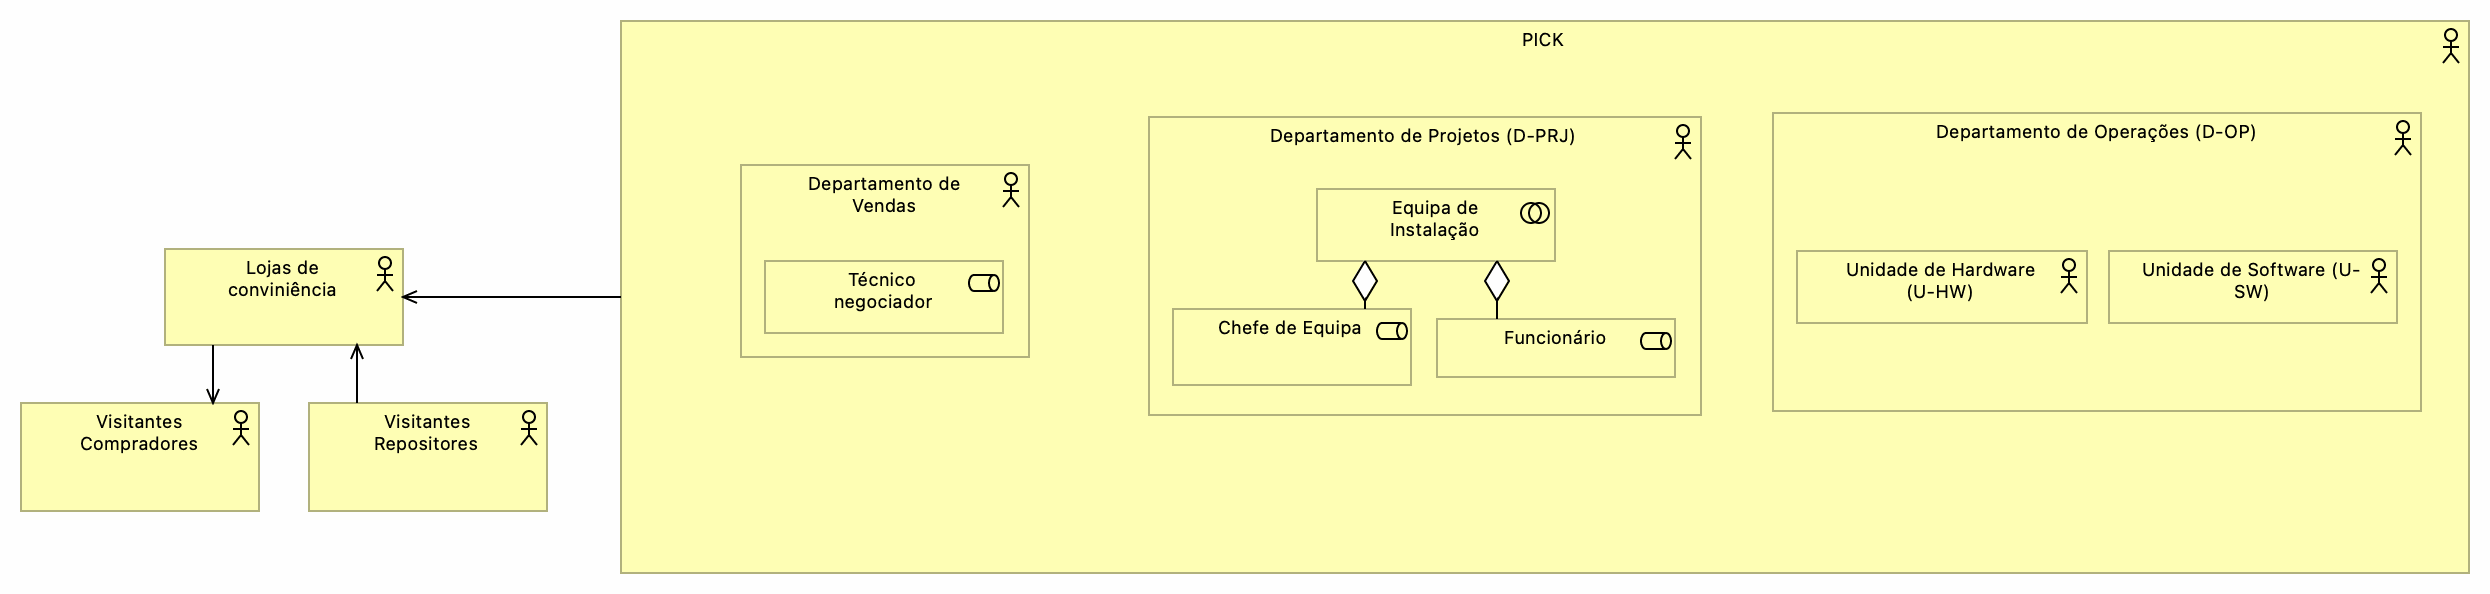 PICK
Departamento de
Vendas
Técnico
negociador
Departamento de Projetos (D-PRJ)
Equipa de
Instalação
Chefe de Equipa
Funcionário
Departamento de Operações (D-OP)
Unidade de Hardware
(U-HW)
Unidade de Software (U-
SW)
Lojas de
conviniência
Visitantes
Compradores
Visitantes
Repositores